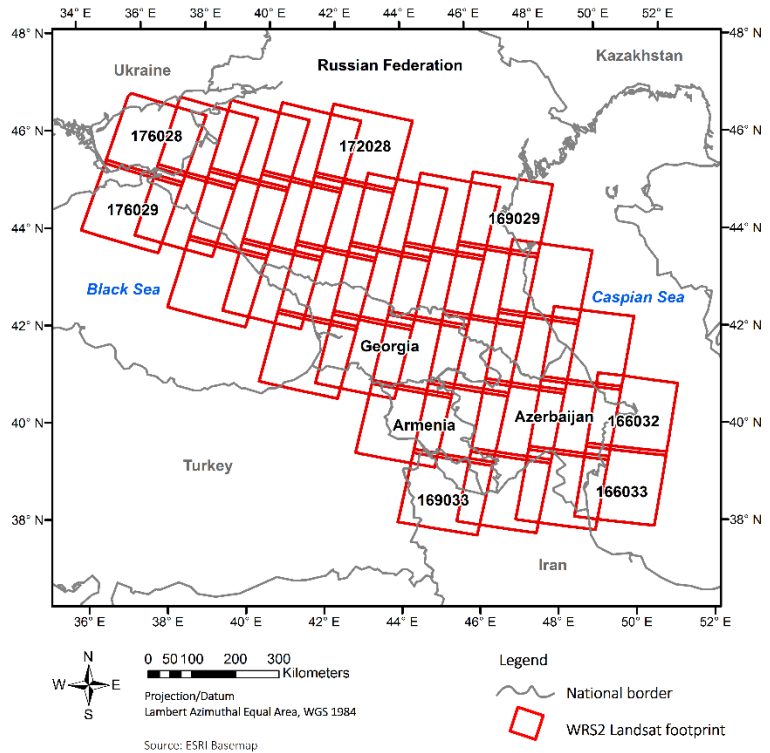 34° E 36° E 38° E 40° E 42° E 44° E 46° E 48° E 50° E 52° E
48° N 48° N
Ukraine Russian Federation Kazakhstan
46° N 176028 172028 46° N
44° N 176029 169029 44° N
Black Sea Caspian Sea
42° N Georgia 42° N
40° N Armenia Azerbaijan 166032 40° N
Turkey
169033 166033
38° N 38° N
Iran
36° E 38° E 40° E 42° E 44° E 46° E 48° E 50° E 52° E
N
W E
S
0 50 100 200 300
Kilometers
Projection/Datum
Lambert Azimuthal Equal Area, WGS 1984
Source: ESRI Basemap
Legend
National border
WRS2 Landsat footprint